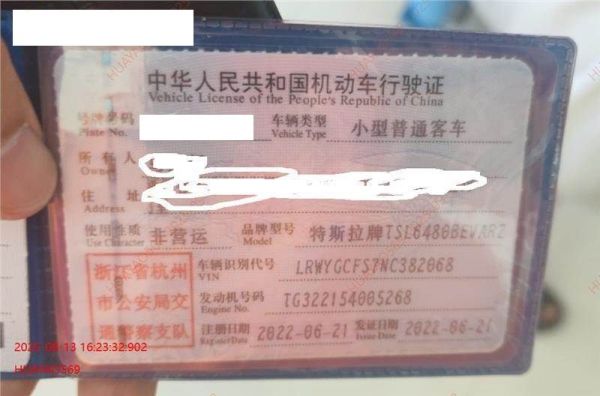 中华人民共和国机动车行驶证
Vehicle License of the People's Republic of China
号牌号码 车辆类型 小型普通客车
Plate No. Vehicle Type
所有人
Owner
住址
Address
使用性质 非营运 品牌型号 特斯拉牌TSL6480BEVARZ
Use Character Model
浙江省杭州
市公安局交
通警察支队
车辆识别代号 LRWYGCFS7NC382068
VIN
发动机号码 TG322154005268
Engine No.
注册日期 2022-06-21 发证日期 2022-06-21
Register Date Issue Date
13 16:23:32:902